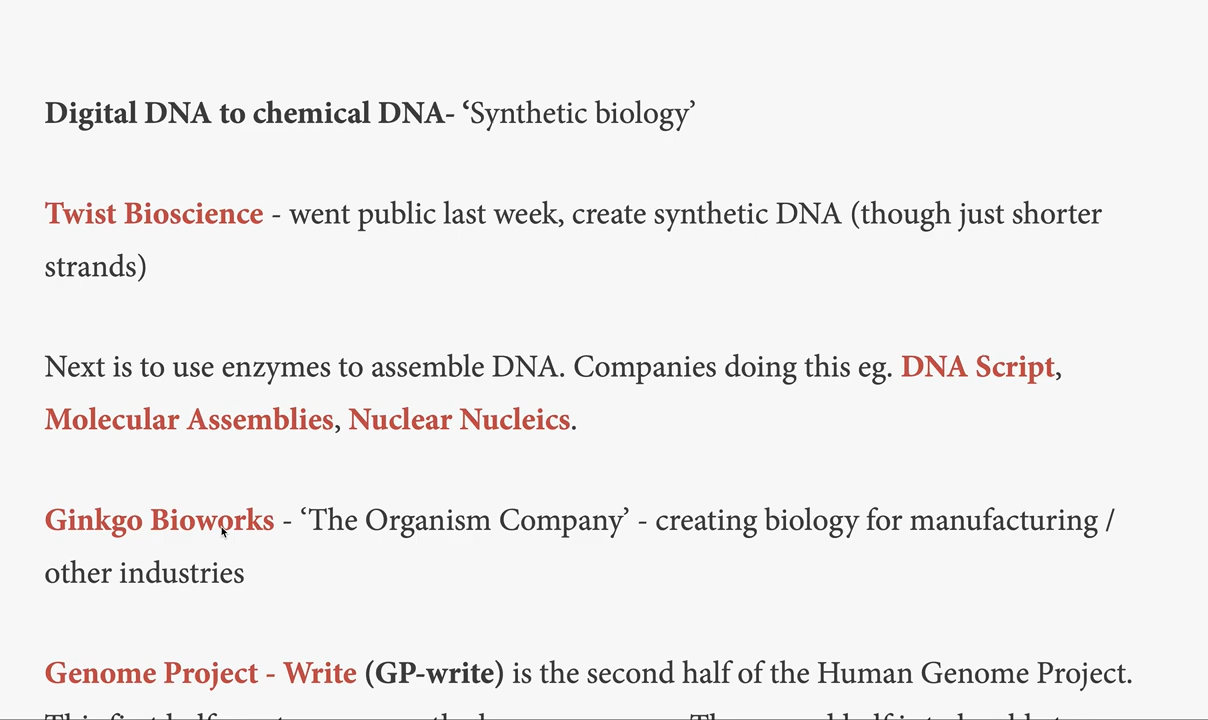 Digital DNA to chemical DNA- ‘Synthetic biology’
Twist Bioscience - went public last week, create synthetic DNA (though just shorter
strands)
Next is to use enzymes to assemble DNA. Companies doing this eg. DNA Script,
Molecular Assemblies, Nuclear Nucleics.
Ginkgo Bioworks - ‘The Organism Company’ - creating biology for manufacturing /
other industries
Genome Project - Write (GP-write) is the second half of the Human Genome Project.